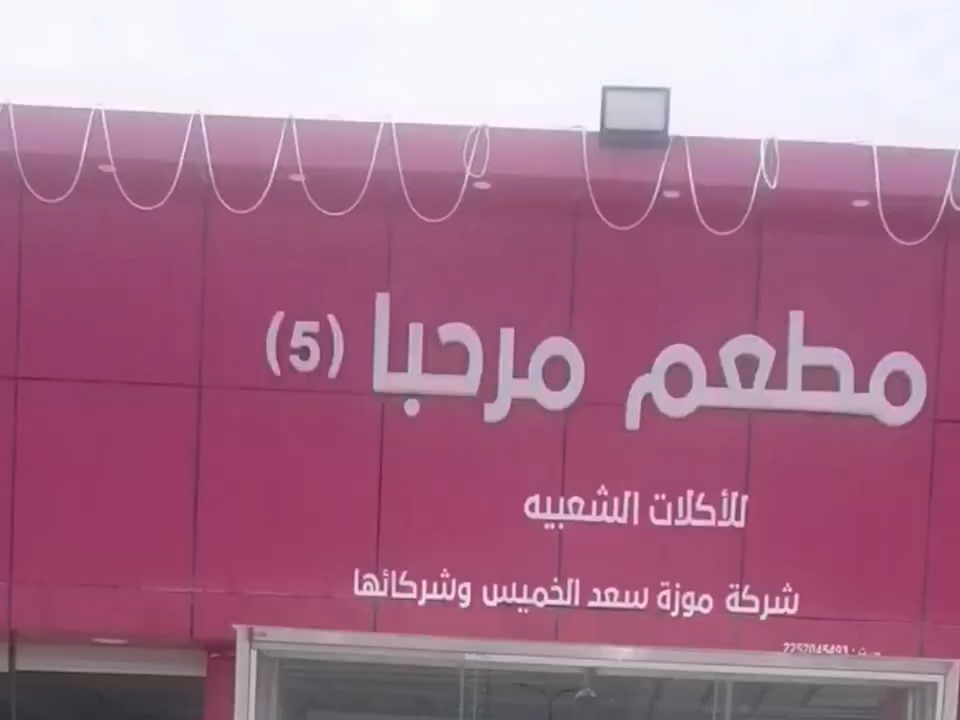 مطعم مرحبا (5)
للأكلات الشعبيه
شركة موزة سعد الخميس وشركائها